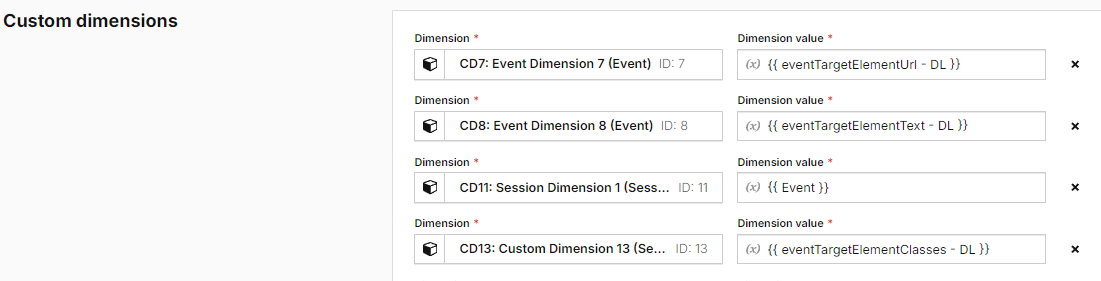 Custom dimensions
Dimension * Dimension value *
CD7: Event Dimension 7 (Event) ID: 7 (x) {{ eventTargetElementUrl - DL }} ×
Dimension * Dimension value *
CD8: Event Dimension 8 (Event) ID: 8 (x) {{ eventTargetElementText - DL }} ×
Dimension * Dimension value *
CD11: Session Dimension 1 (Sess... ID: 11 (x) {{ Event }} ×
Dimension * Dimension value *
CD13: Custom Dimension 13 (Se... ID: 13 (x) {{ eventTargetElementClasses - DL }} ×